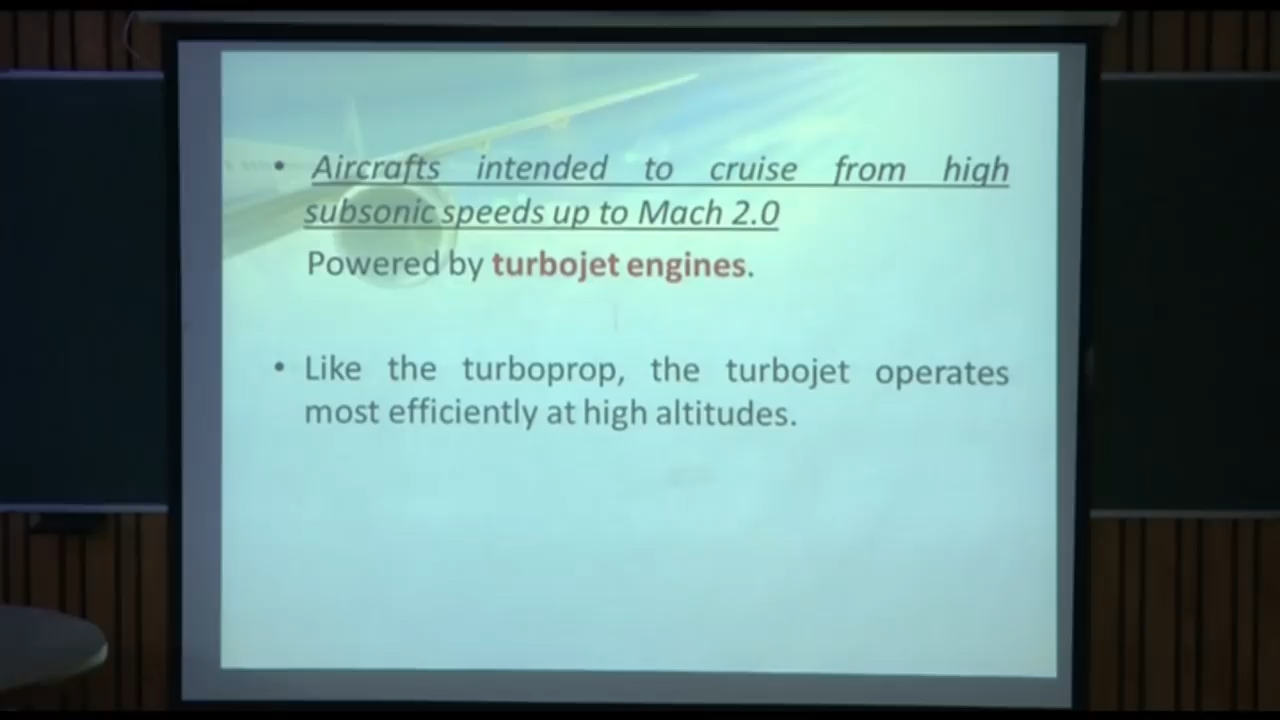 • Aircrafts intended to cruise from high
subsonic speeds up to Mach 2.0
Powered by turbojet engines.
• Like the turboprop, the turbojet operates
most efficiently at high altitudes.